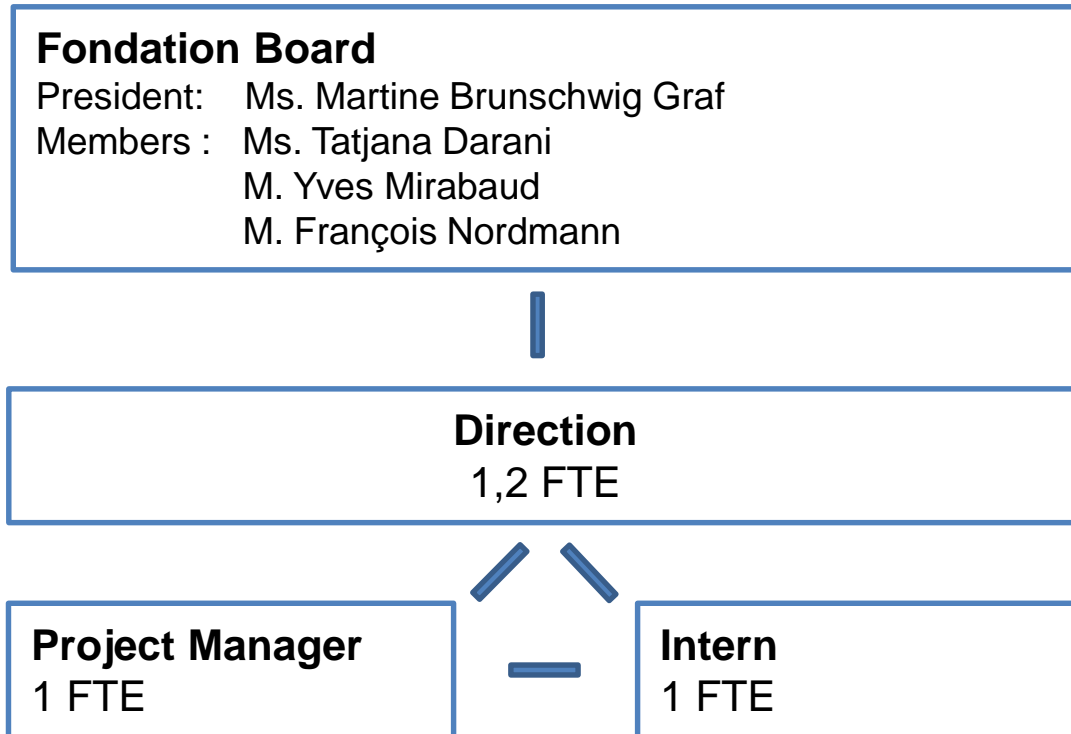 Fondation Board
President: Ms. Martine Brunschwig Graf
Members : Ms. Tatjana Darani
M. Yves Mirabaud
M. François Nordmann
Direction
1,2 FTE
Project Manager
1 FTE
Intern
1 FTE